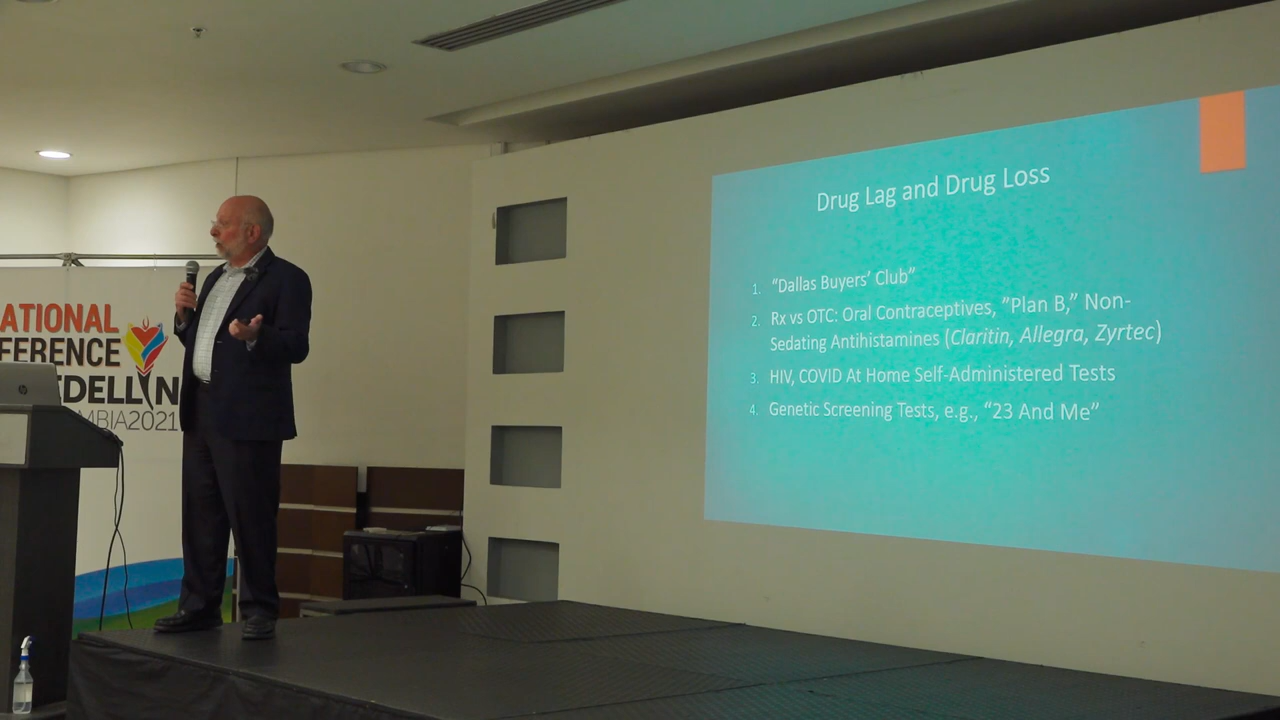 ATIONAL
FERENCE
EDELLIN
MBIA2021
hp
Drug Lag and Drug Loss
1. "Dallas Buyers' Club"
2. Rx vs OTC: Oral Contraceptives, "Plan B," Non-
Sedating Antihistamines (Claritin, Allegra, Zyrtec)
3. HIV, COVID At Home Self-Administered Tests
4. Genetic Screening Tests, e.g., "23 And Me"